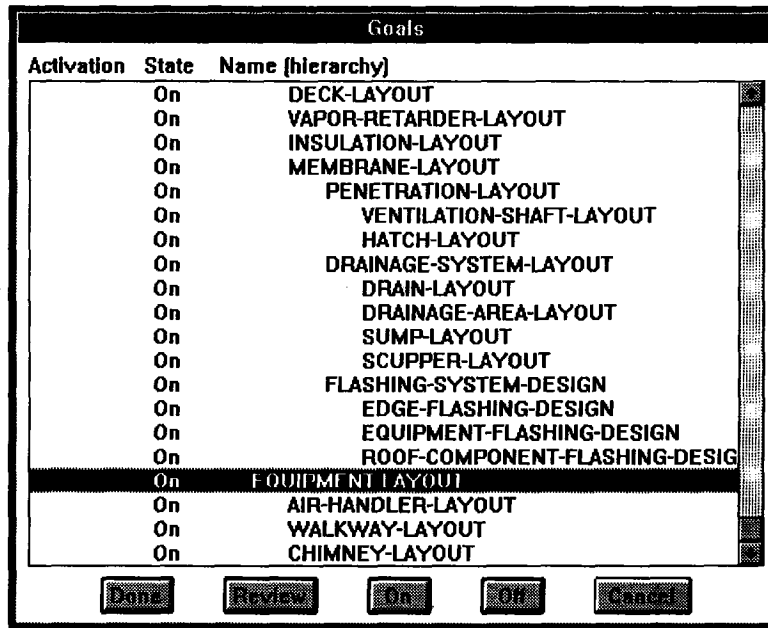 Goals
Activation State Name (hierarchy)
On DECK-LAYOUT
On VAPOR-RETARDER-LAYOUT
On INSULATION-LAYOUT
On MEMBRANE-LAYOUT
On PENETRATION-LAYOUT
On VENTILATION-SHAFT-LAYOUT
On HATCH-LAYOUT
On DRAINAGE-SYSTEM-LAYOUT
On DRAIN-LAYOUT
On DRAINAGE-AREA-LAYOUT
On SUMP-LAYOUT
On SCUPPER-LAYOUT
On FLASHING-SYSTEM-DESIGN
On EDGE-FLASHING-DESIGN
On EQUIPMENT-FLASHING-DESIGN
On ROOF-COMPONENT-FLASHING-DESIG
On EQUIPMENT LAYOUT
On AIR-HANDLER-LAYOUT
On WALKWAY-LAYOUT
On CHIMNEY-LAYOUT
Done Review On Off Cancel